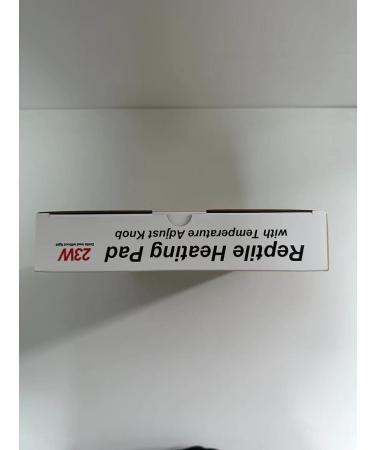 Reptile Heating Pad
with Temperature Adjust Knob
23W